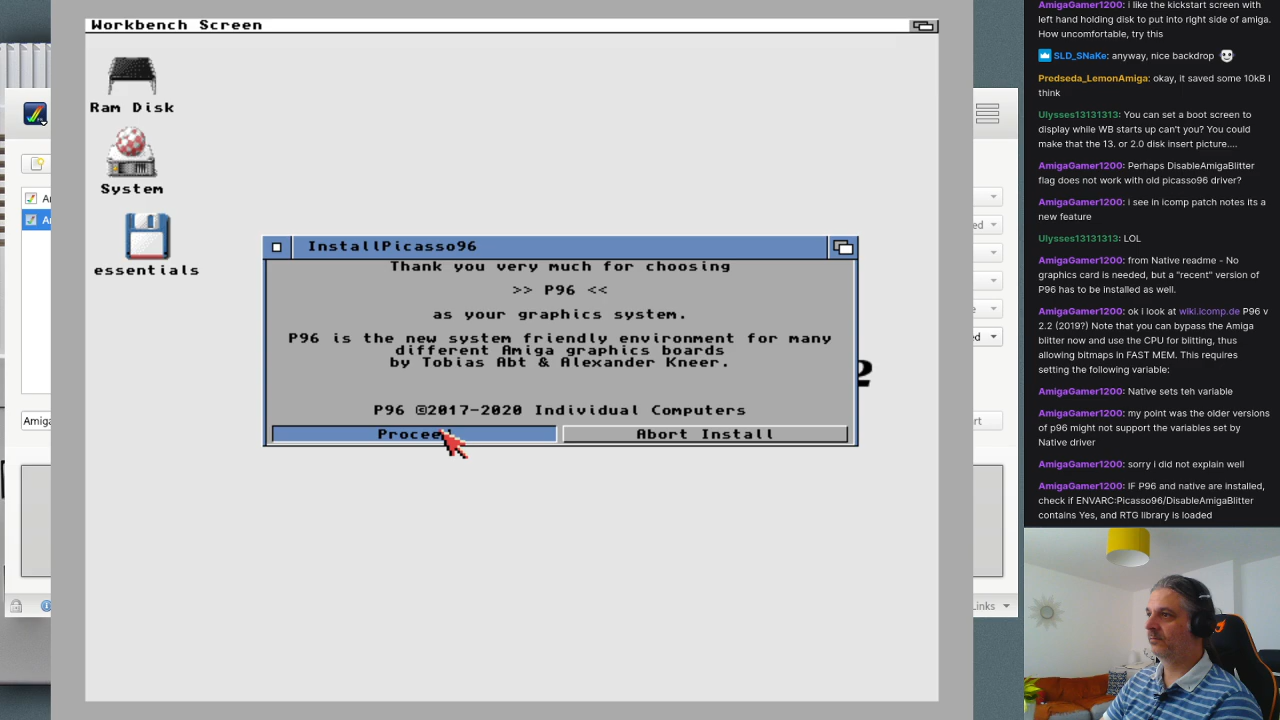 Workbench Screen
Ram Disk
System
essentials
InstallPicasso96
Thank you very much for choosing
>> P96 <<
as your graphics system.
P96 is the new system friendly environment for many
different Amiga graphics boards
by Tobias Abt & Alexander Kneer.
P96 ©2017-2020 Individual Computers
Proceed
Abort Install
2
Amiga
Links
AmigaGamer1200: i like the kickstart screen with
left hand holding disk to put into right side of amiga.
How uncomfortable, try this
SLD_SNaKe: anyway, nice backdrop
Predseda_LemonAmiga: okay, it saved some 10kB I
think
Ulysses13131313: You can set a boot screen to
display while WB starts up can't you? You could
make that the 13. or 2.0 disk insert picture....
AmigaGamer1200: Perhaps DisableAmigaBlitter
flag does not work with old picasso96 driver?
AmigaGamer1200: i see in icomp patch notes its a
new feature
Ulysses13131313: LOL
AmigaGamer1200: from Native readme - No
graphics card is needed, but a "recent" version of
P96 has to be installed as well.
AmigaGamer1200: ok i look at wiki.icomp.de P96 v
2.2 (2019?) Note that you can bypass the Amiga
blitter now and use the CPU for blitting, thus
allowing bitmaps in FAST MEM. This requires
setting the following variable:
AmigaGamer1200: Native sets teh variable
AmigaGamer1200: my point was the older versions
of p96 might not support the variables set by
Native driver
AmigaGamer1200: sorry i did not explain well
AmigaGamer1200: IF P96 and native are installed,
check if ENVARC:Picasso96/DisableAmigaBlitter
contains Yes, and RTG library is loaded